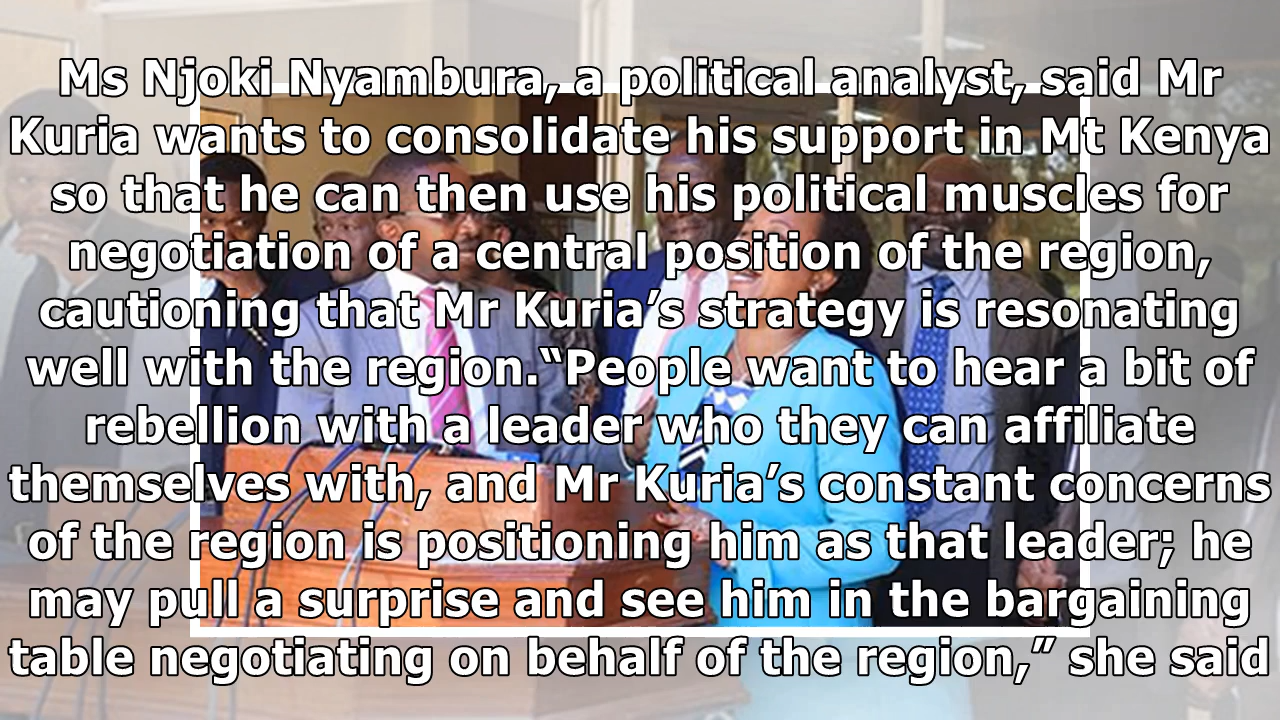 Ms Njoki Nyambura, a political analyst, said Mr
Kuria wants to consolidate his support in Mt Kenya
so that he can then use his political muscles for
negotiation of a central position of the region,
cautioning that Mr Kuria’s strategy is resonating
well with the region.“People want to hear a bit of
rebellion with a leader who they can affiliate
themselves with, and Mr Kuria’s constant concerns
of the region is positioning him as that leader; he
may pull a surprise and see him in the bargaining
table negotiating on behalf of the region,” she said